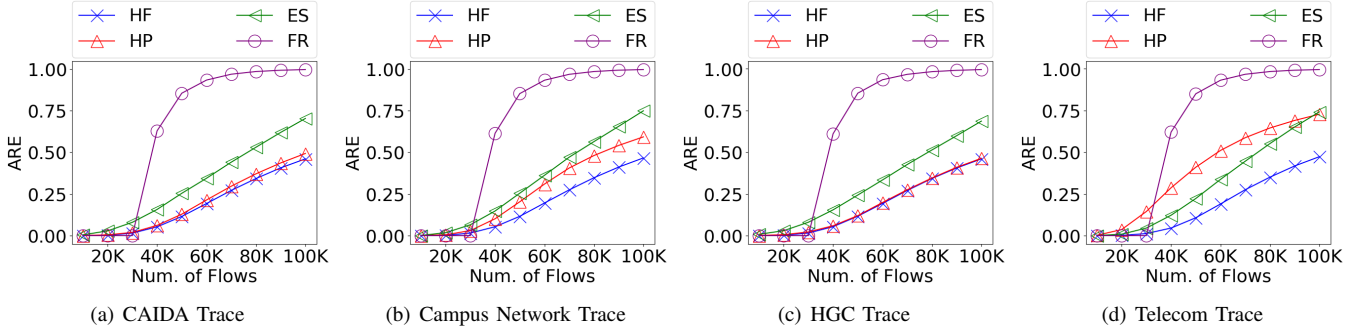 HF ES
HP FR
1.00
0.75
0.50
0.25
0.00
ARE
20K 40K 60K 80K 100K
Num. of Flows
(a) CAIDA Trace
HF ES
HP FR
1.00
0.75
0.50
0.25
0.00
ARE
20K 40K 60K 80K 100K
Num. of Flows
(b) Campus Network Trace
HF ES
HP FR
1.00
0.75
0.50
0.25
0.00
ARE
20K 40K 60K 80K 100K
Num. of Flows
(c) HGC Trace
HF ES
HP FR
1.00
0.75
0.50
0.25
0.00
ARE
20K 40K 60K 80K 100K
Num. of Flows
(d) Telecom Trace